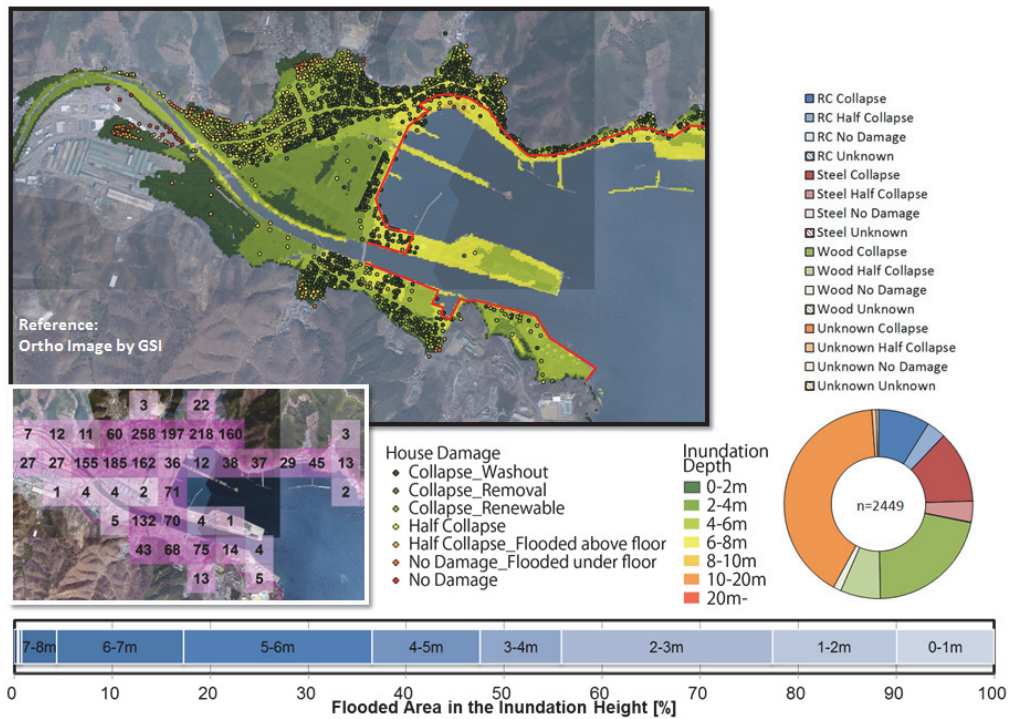 RC Collapse
RC Half Collapse
RC No Damage
RC Unknown
Steel Collapse
Steel Half Collapse
Steel No Damage
Steel Unknown
Wood Collapse
Wood Half Collapse
Wood No Damage
Wood Unknown
Unknown Collapse
Unknown Half Collapse
Unknown No Damage
Unknown Unknown
Reference:
Ortho Image by GSI
3 22
7 12 11 60 258 197 218 160 3
27 27 155 185 162 36 12 38 37 29 45 13
1 4 4 2 71 2
5 132 70 4 1
43 68 75 14 4
13 5
House Damage
Collapse_Washout
Collapse_Removal
Collapse_Renewable
Half Collapse
Half Collapse_Flooded above floor
No Damage_Flooded under floor
No Damage
Inundation
Depth
0-2m
2-4m
4-6m
6-8m
8-10m
10-20m
20m-
n=2449
7-8m 6-7m 5-6m 4-5m 3-4m 2-3m 1-2m 0-1m
0 10 20 30 40 50 60 70 80 90 100
Flooded Area in the Inundation Height [%]